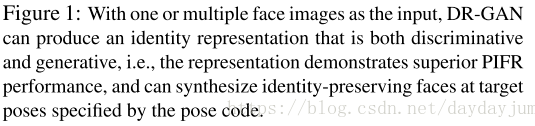 Figure 1: With one or multiple face images as the input, DR-GAN
can produce an identity representation that is both discriminative
and generative, i.e., the representation demonstrates superior PIFR
performance, and can synthesize identity-preserving faces at target
poses specified by the pose code.
https://blog.csdn.net/daydayjum